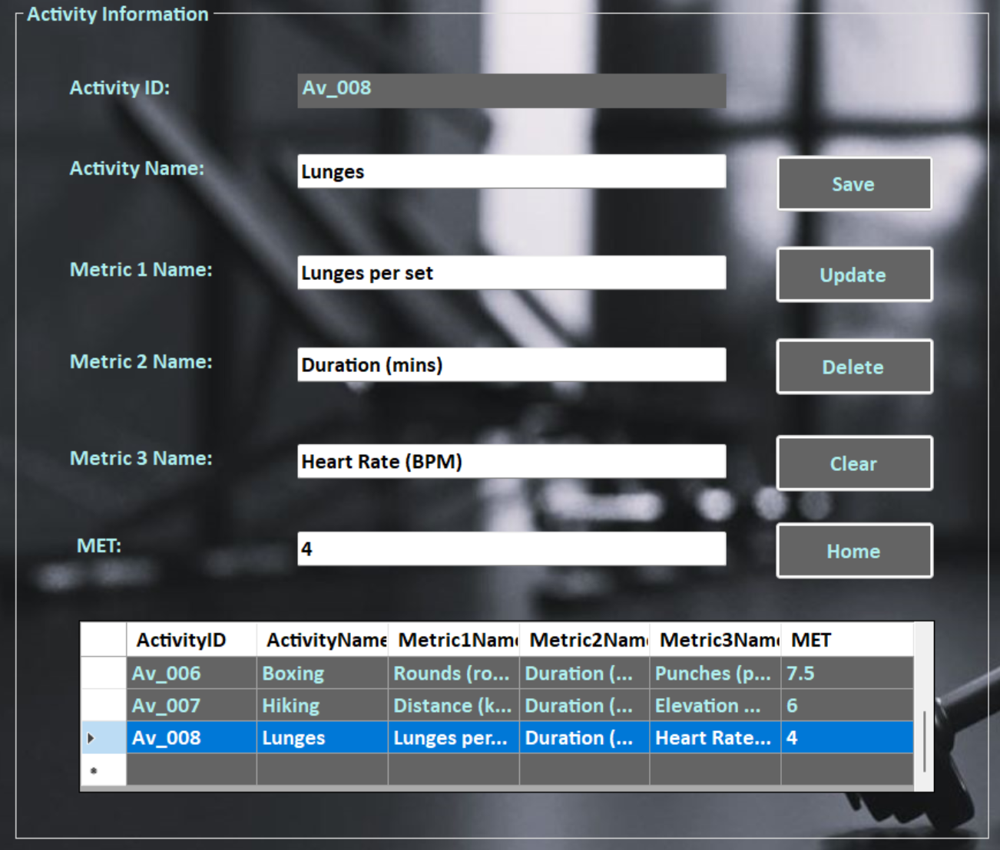 Activity Information
Activity ID: Av_008
Activity Name: Lunges
Save
Metric 1 Name: Lunges per set
Update
Metric 2 Name: Duration (mins)
Delete
Metric 3 Name: Heart Rate (BPM)
Clear
MET: 4
Home
ActivityID ActivityName Metric1Name Metric2Name Metric3Name MET
Av_006 Boxing Rounds (ro... Duration (... Punches (p... 7.5
Av_007 Hiking Distance (k... Duration (... Elevation ... 6
Av_008 Lunges Lunges per... Duration (... Heart Rate... 4